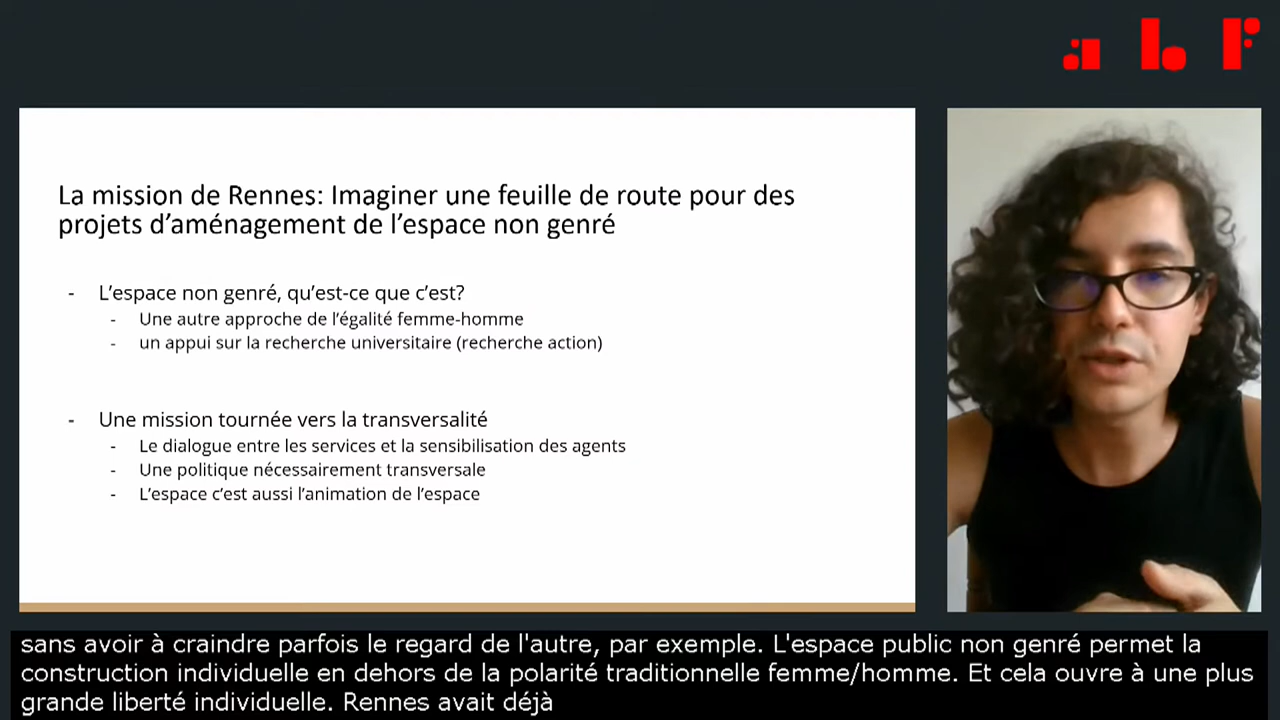 abf
La mission de Rennes: Imaginer une feuille de route pour des
projets d’aménagement de l’espace non genré
- L’espace non genré, qu’est-ce que c’est?
- Une autre approche de l’égalité femme-homme
- un appui sur la recherche universitaire (recherche action)
- Une mission tournée vers la transversalité
- Le dialogue entre les services et la sensibilisation des agents
- Une politique nécessairement transversale
- L’espace c’est aussi l’animation de l’espace
sans avoir à craindre parfois le regard de l'autre, par exemple. L'espace public non genré permet la
construction individuelle en dehors de la polarité traditionnelle femme/homme. Et cela ouvre à une plus
grande liberté individuelle. Rennes avait déjà